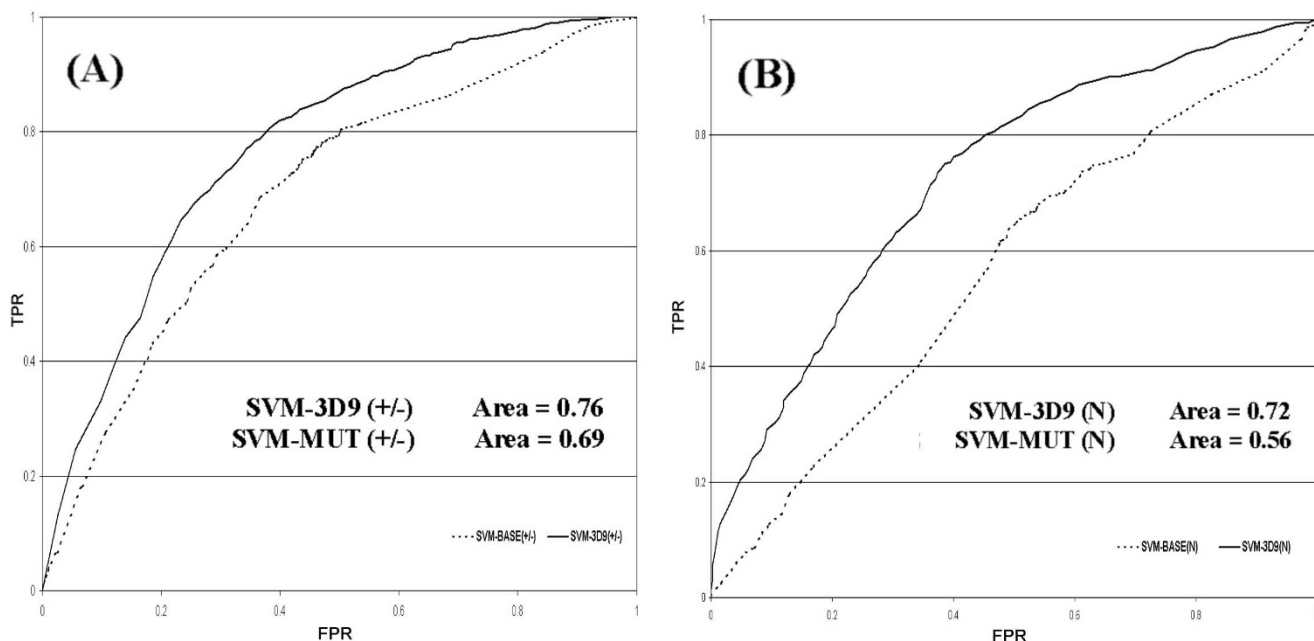 (A)
1
0.8
0.6
0.4
0.2
0
TPR
SVM-3D9 (+/-) Area = 0.76
SVM-MUT (+/-) Area = 0.69
SVM-BASE(+/-) SVM-3D9(+/-)
0 0.2 0.4 0.6 0.8 1
FPR
(B)
1
0.8
0.6
0.4
0.2
0
TPR
SVM-3D9 (N) Area = 0.72
SVM-MUT (N) Area = 0.56
SVM-BASE(N) SVM-3D9(N)
0 0.2 0.4 0.6 0.8
FPR